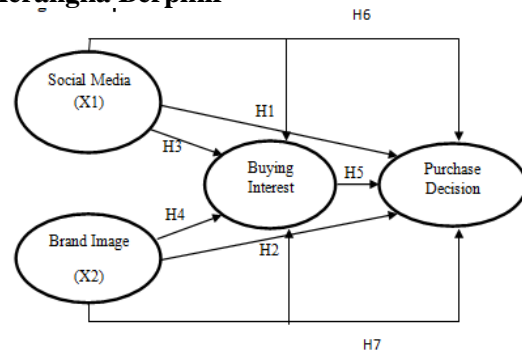 H6
Social Media
(X1)
H1
H3
Buying
Interest
H5
Purchase
Decision
H4
Brand Image
(X2)
H2
H7